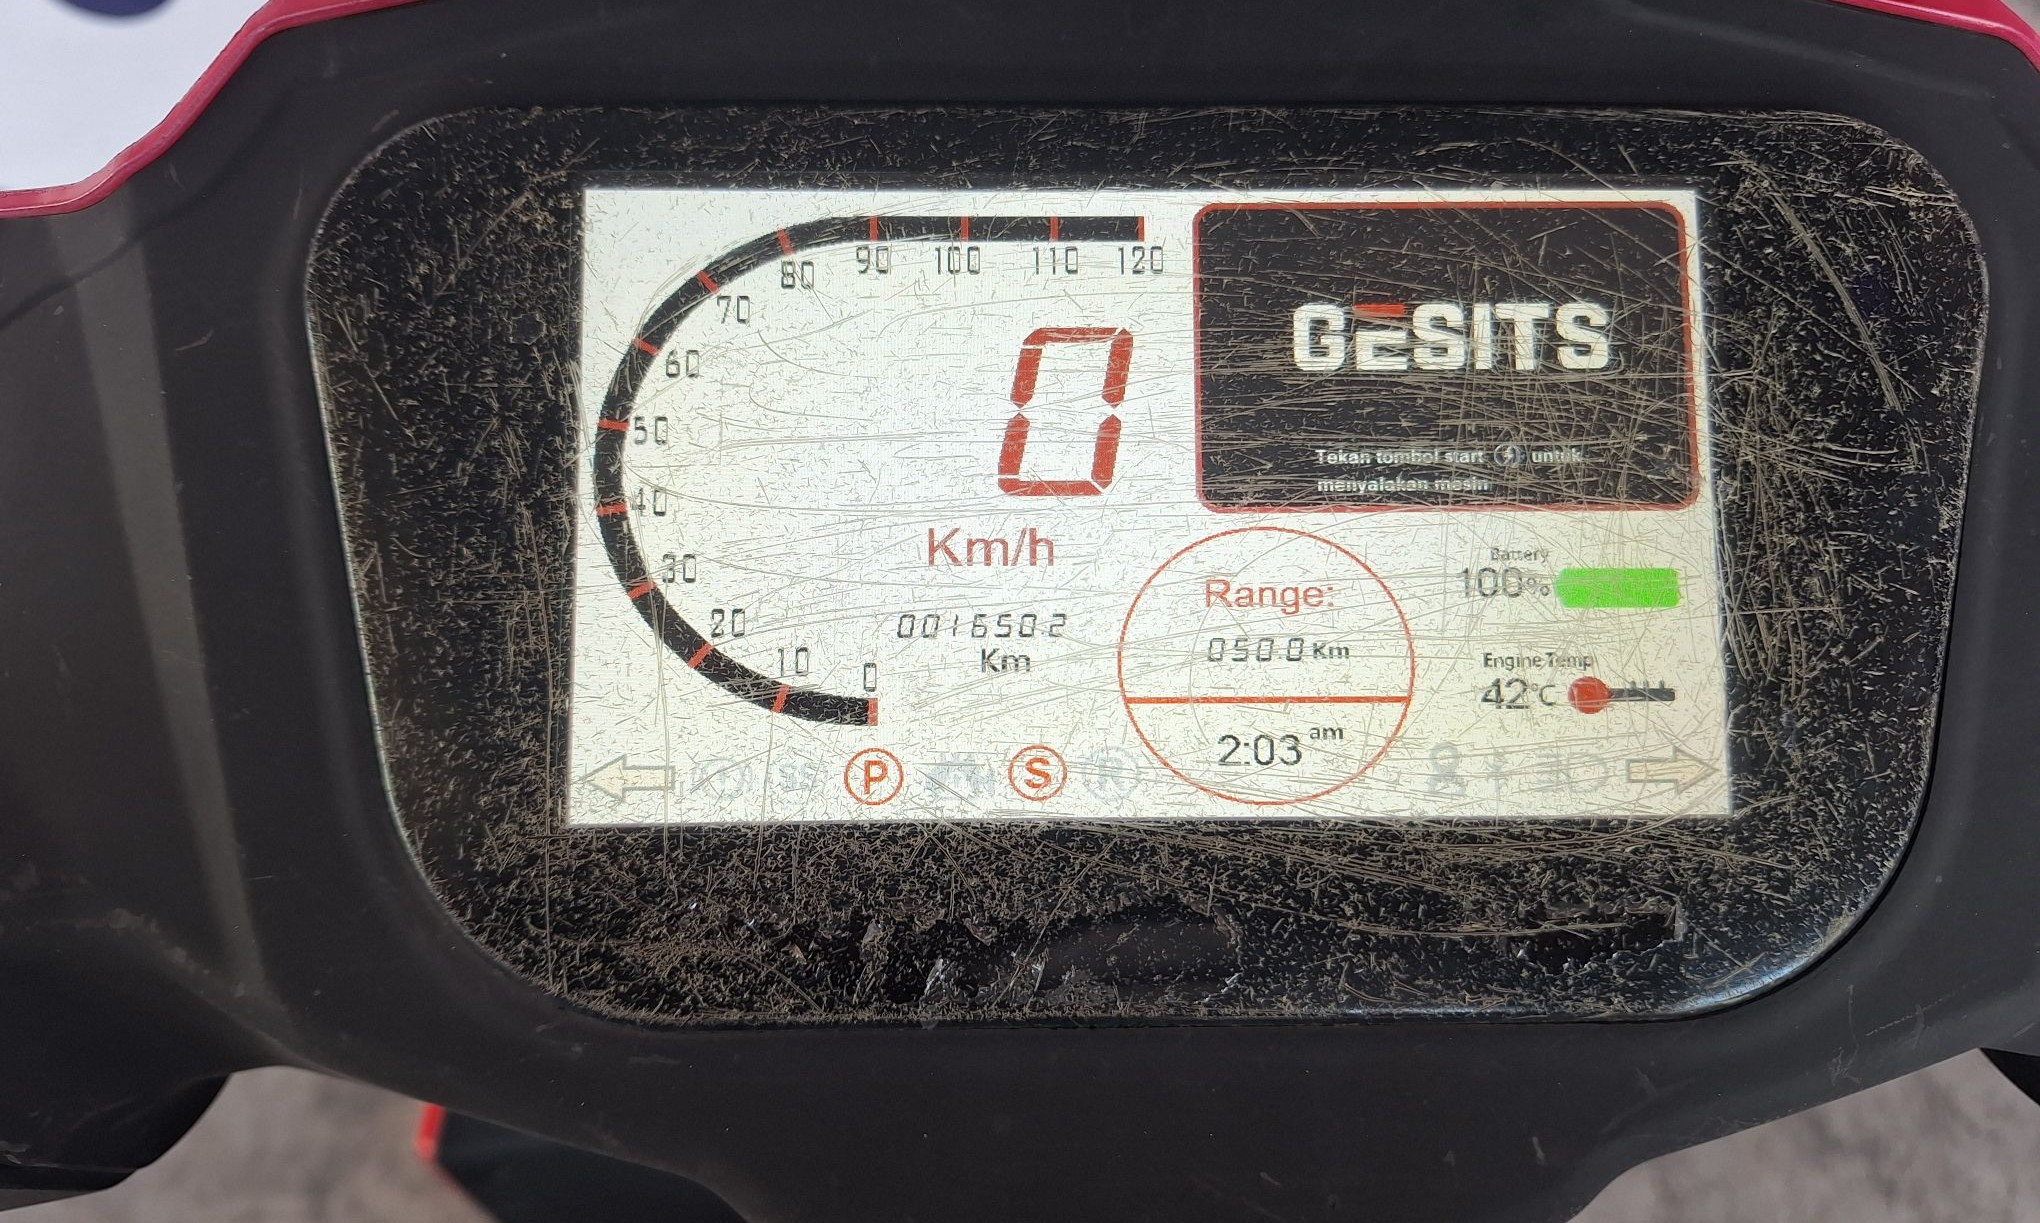 120
110
100
90
80
70
60
50
40
30
20
10
0
0
Km/h
0016502
Km
GESITS
Tekan tombol start untuk
menyalakan mesin
Range:
050.0 Km
2:03 am
Battery
100%
Engine Temp
42°C
P
S
R